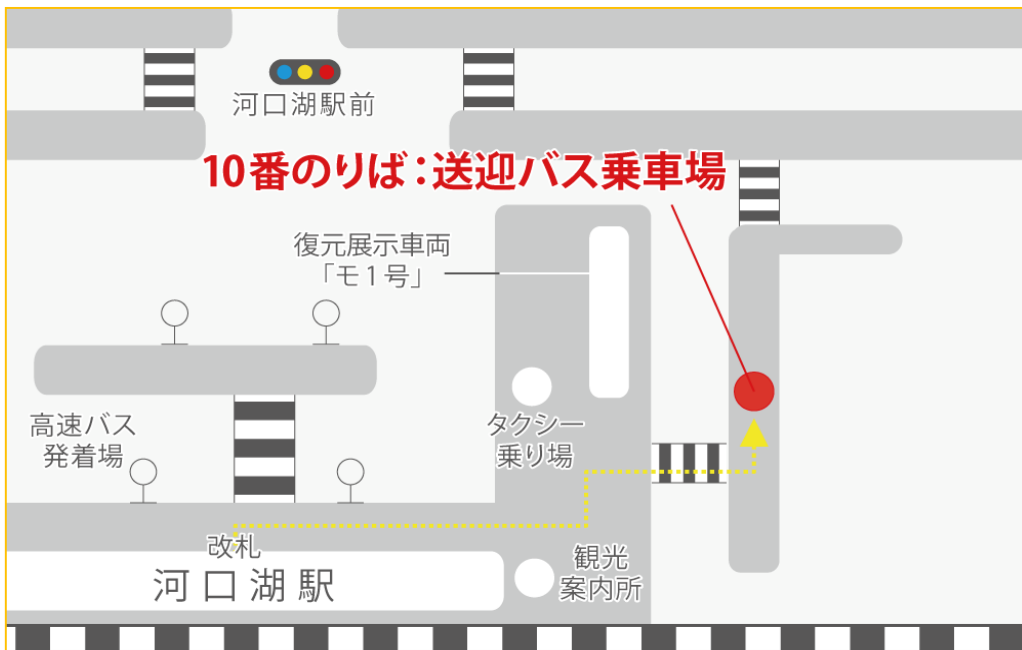 河口湖駅前
10番のりば：送迎バス乗車場
復元展示車両
「モ1号」
高速バス
発着場
タクシー
乗り場
改札
河口湖駅
観光
案内所